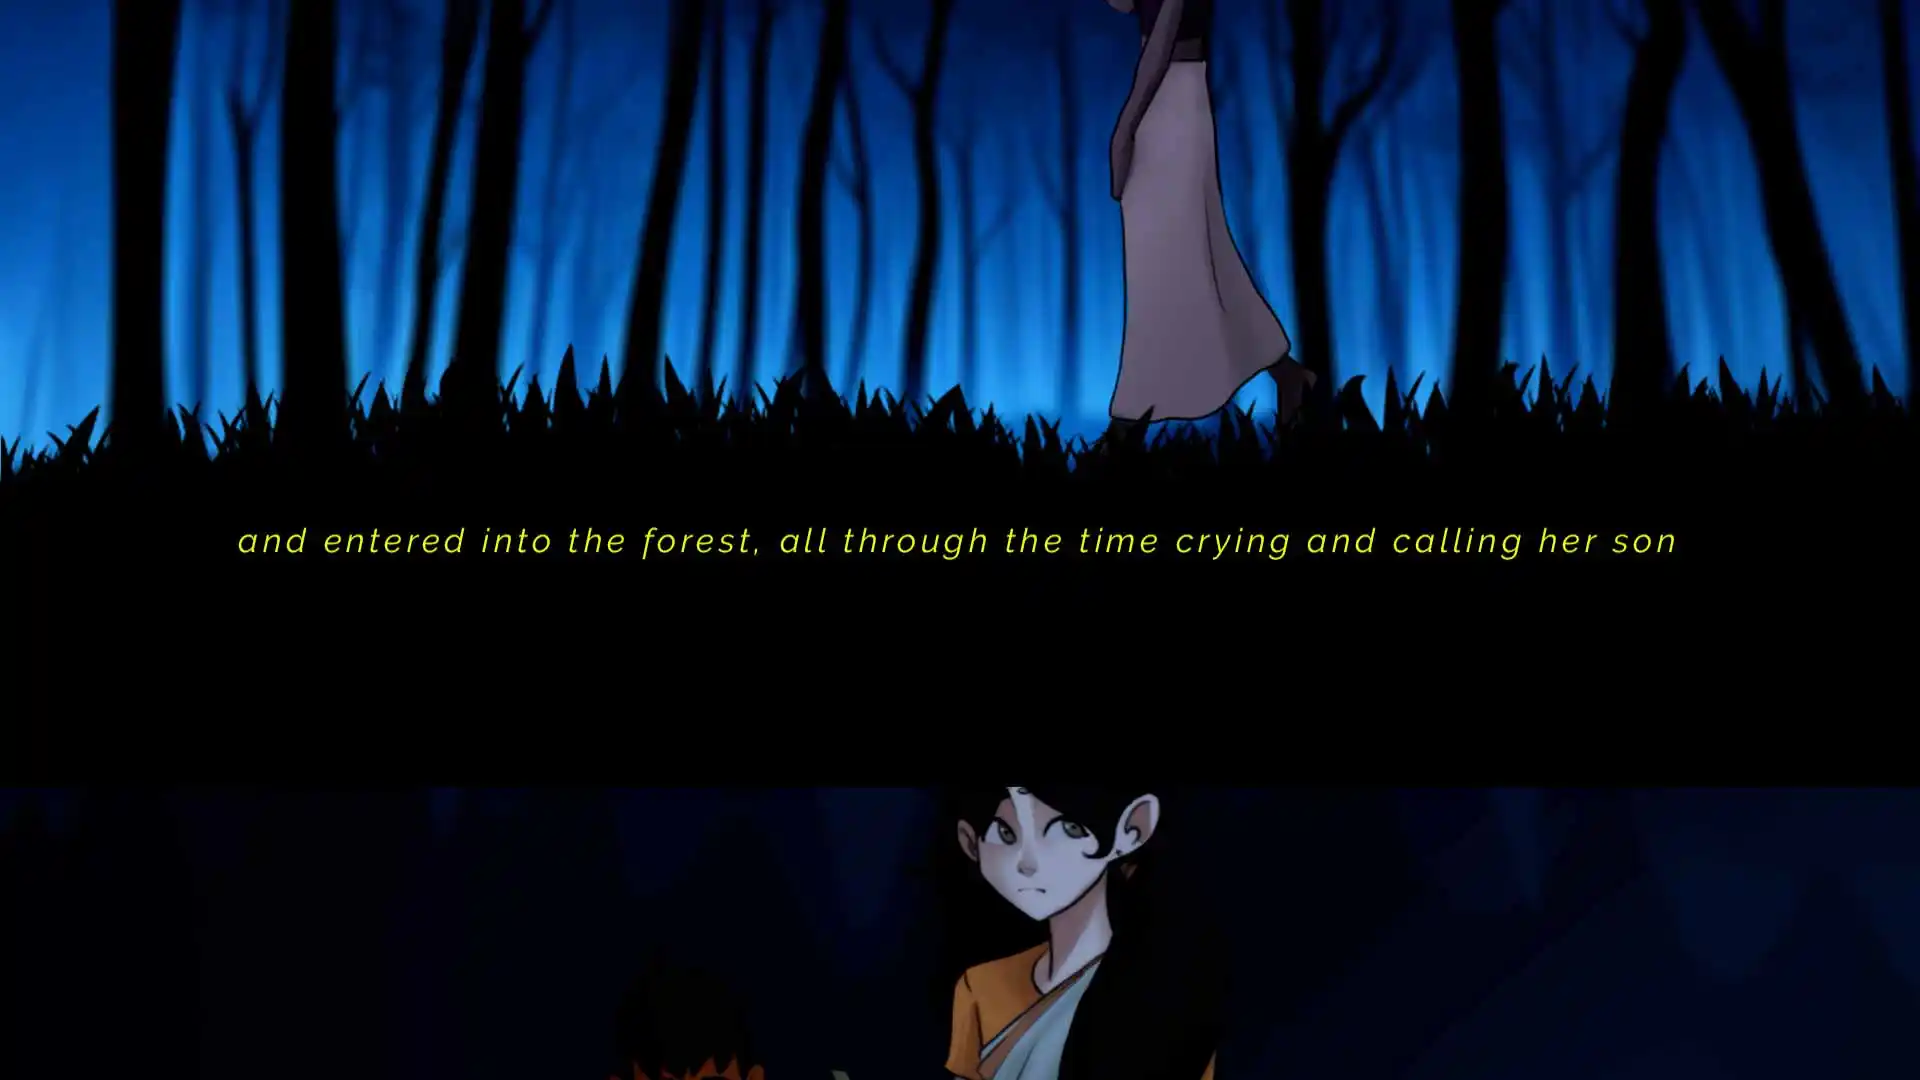 and entered into the forest, all through the time crying and calling her son